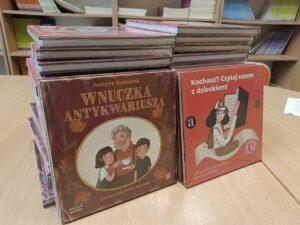 Justyna Bednarek
WNUCZKA
ANTYKWARIUSZA
Kochasz? Czytaj razem
z dzieckiem!
a